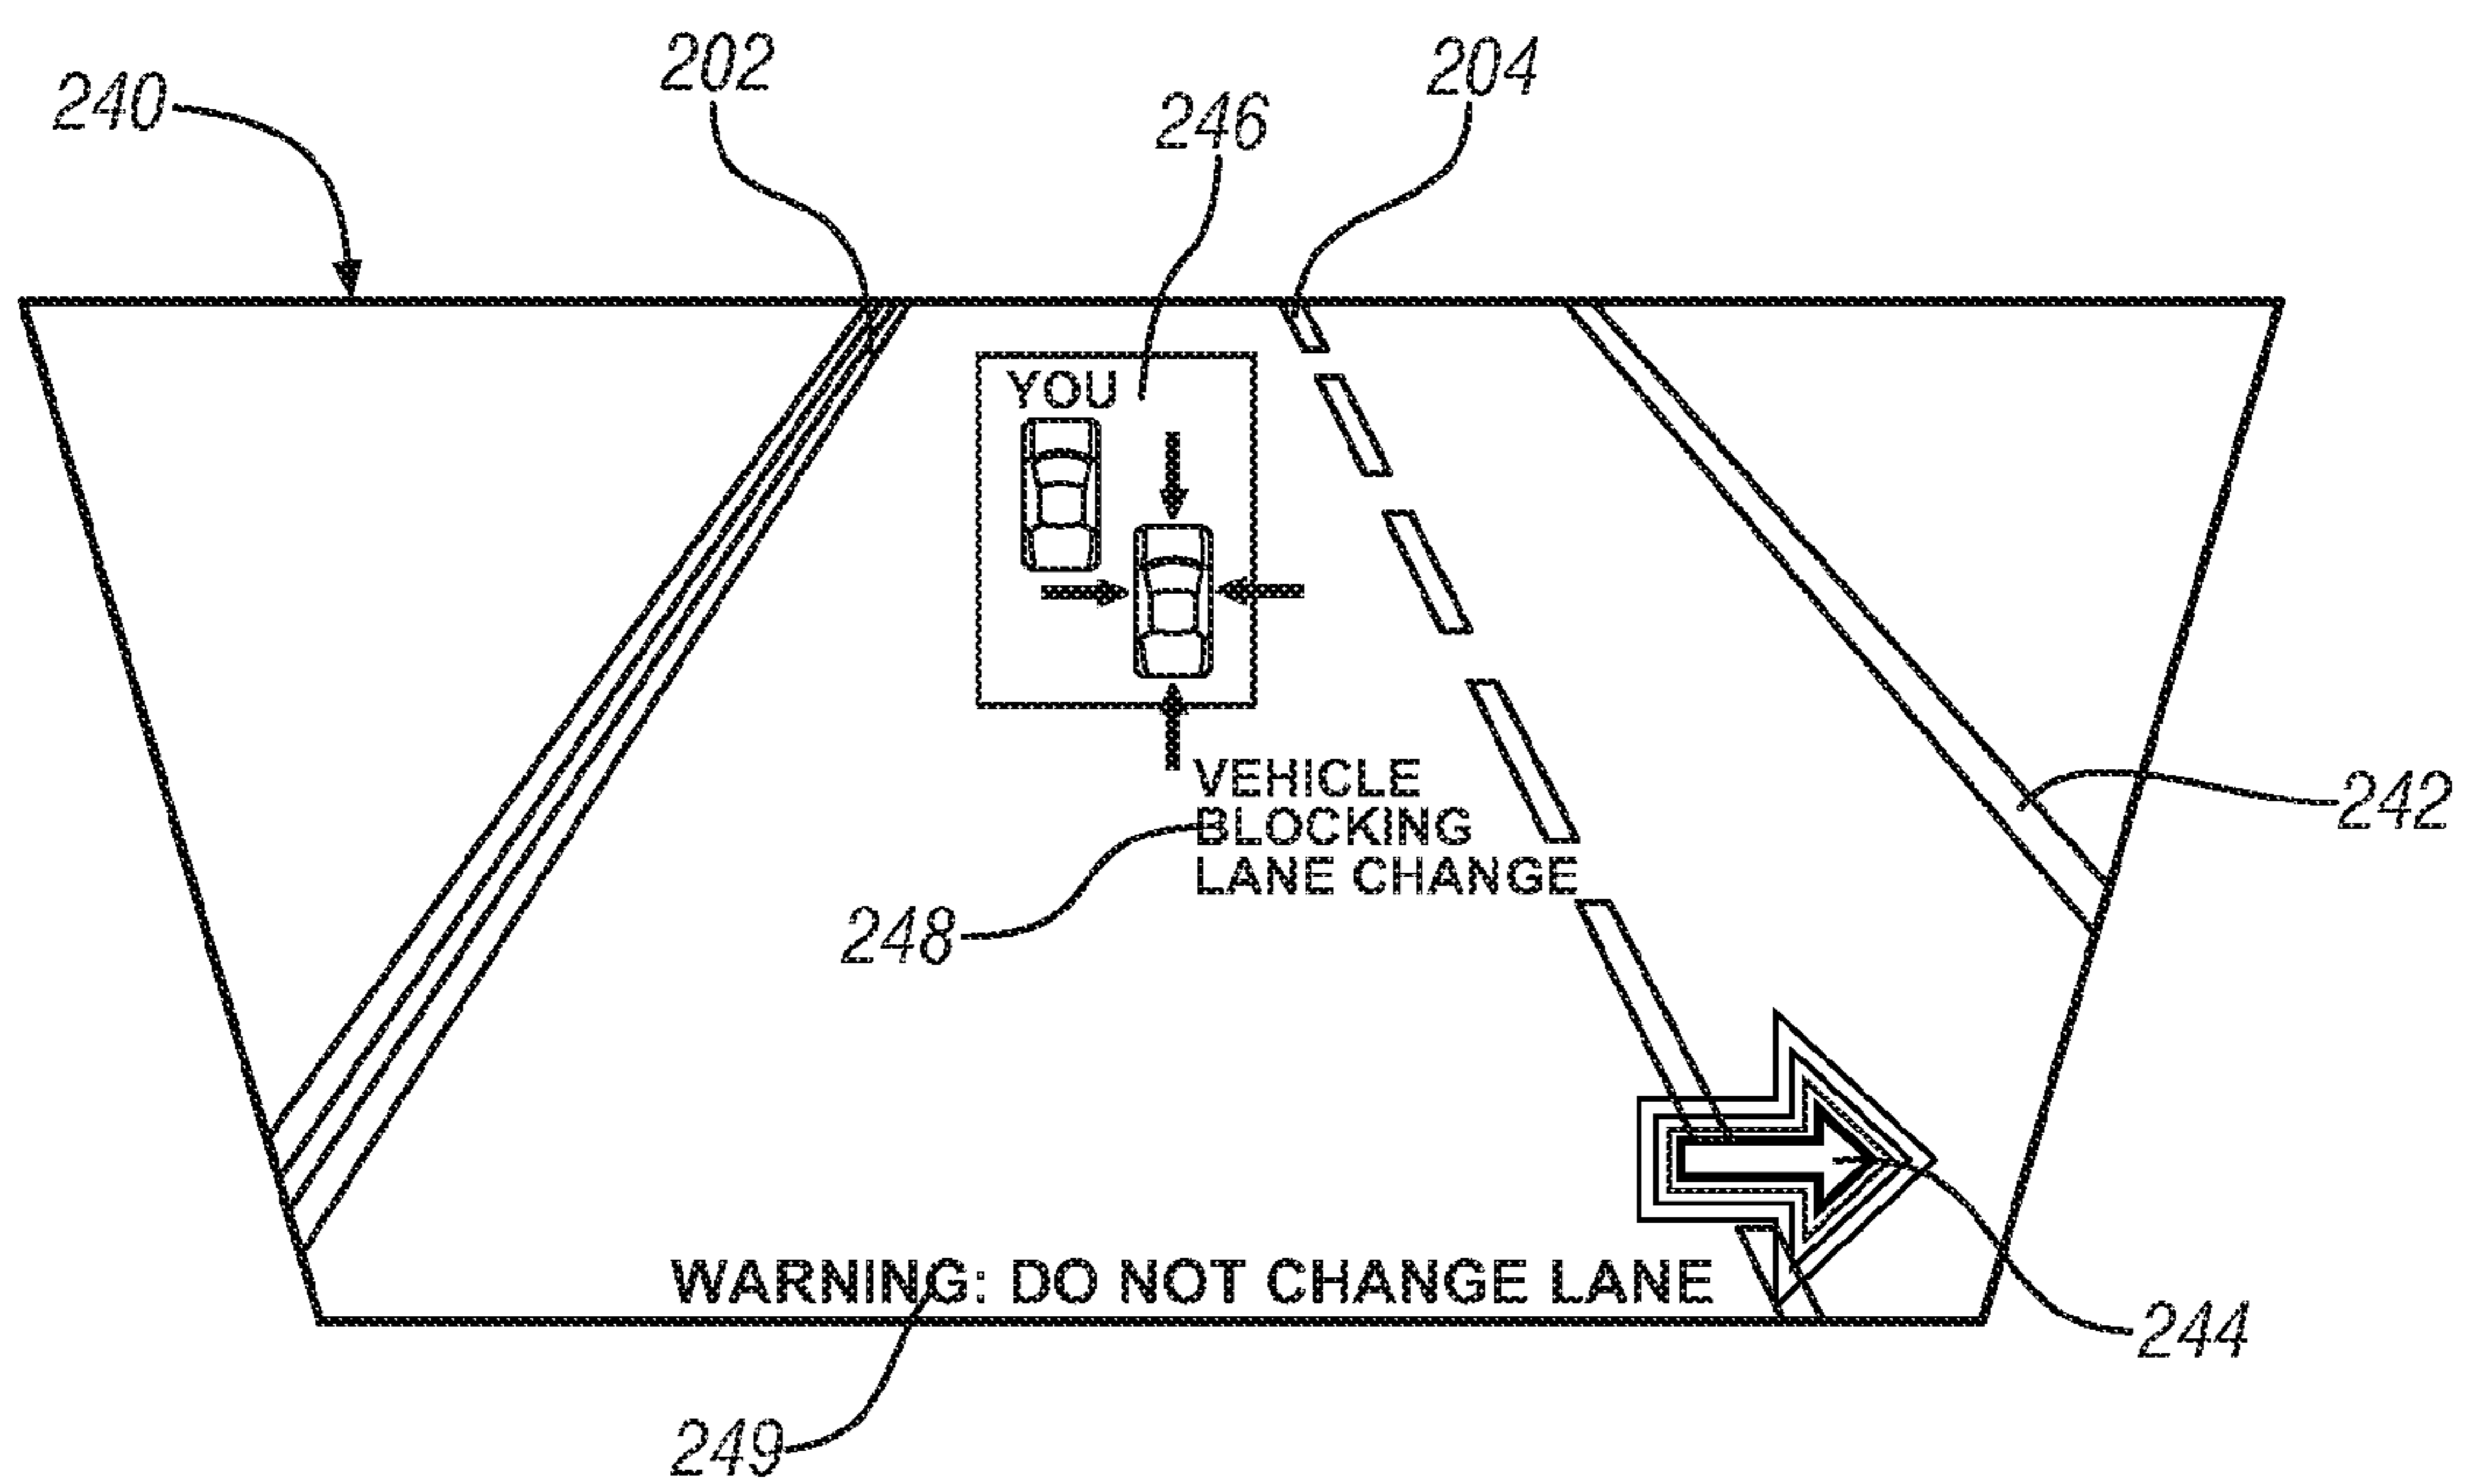 202
204
240
246
YOU
242
VEHICLE
BLOCKING
LANE CHANGE
248
WARNING: DO NOT CHANGE LANE
244
249